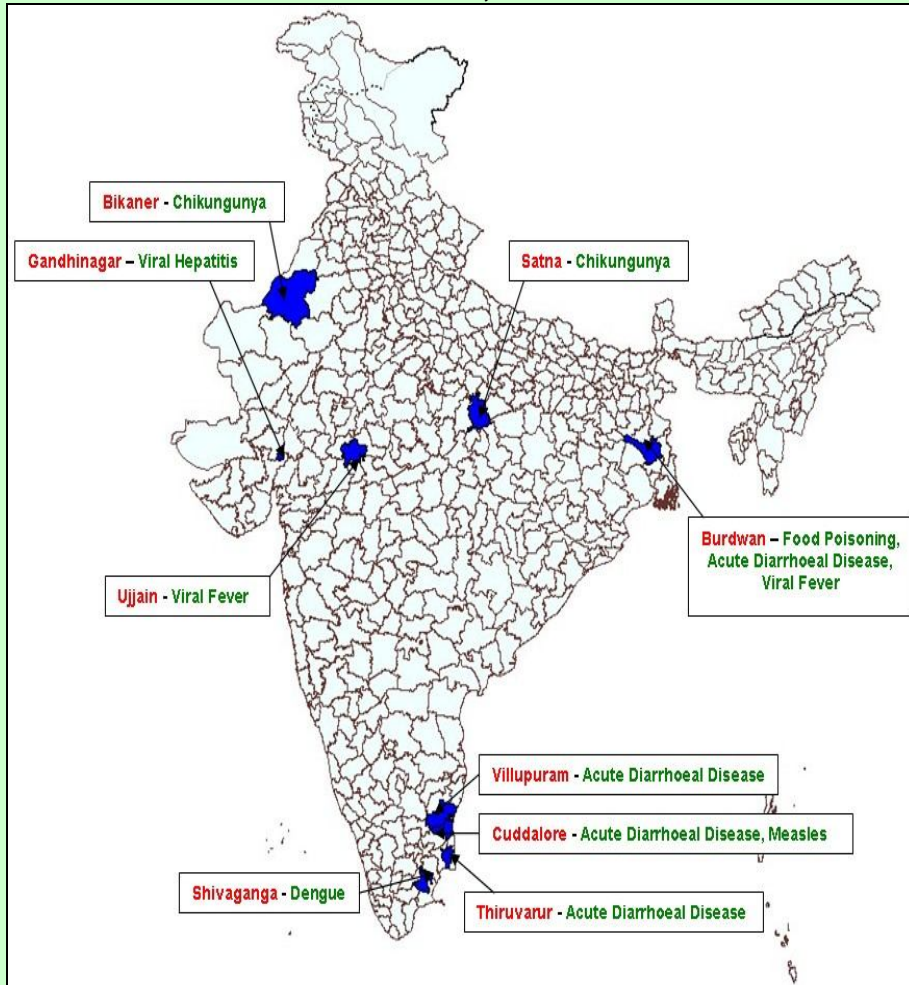 Bikaner - Chikungunya
Gandhinagar – Viral Hepatitis
Satna - Chikungunya
Burdwan – Food Poisoning,
Acute Diarrhoeal Disease,
Viral Fever
Ujjain - Viral Fever
Villupuram - Acute Diarrhoeal Disease
Cuddalore - Acute Diarrhoeal Disease, Measles
Shivaganga - Dengue
Thiruvarur - Acute Diarrhoeal Disease